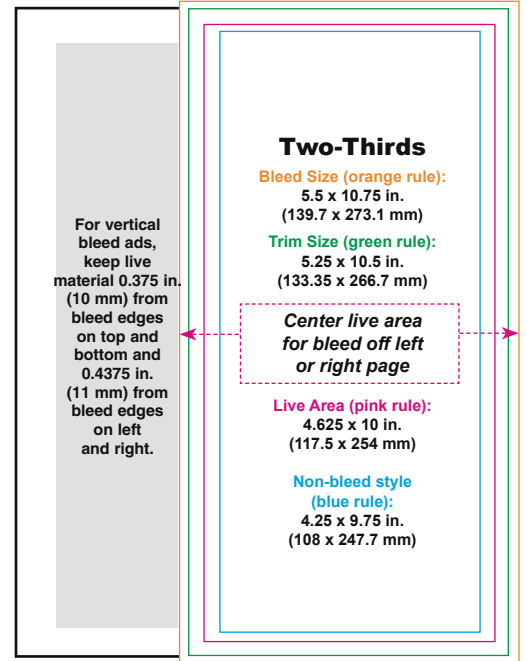 For vertical
bleed ads,
keep live
material 0.375 in.
(10 mm) from
bleed edges
on top and
bottom and
0.4375 in.
(11 mm) from
bleed edges
on left
and right.
Two-Thirds
Bleed Size (orange rule):
5.5 x 10.75 in.
(139.7 x 273.1 mm)
Trim Size (green rule):
5.25 x 10.5 in.
(133.35 x 266.7 mm)
Center live area
for bleed off left
or right page
Live Area (pink rule):
4.625 x 10 in.
(117.5 x 254 mm)
Non-bleed style
(blue rule):
4.25 x 9.75 in.
(108 x 247.7 mm)